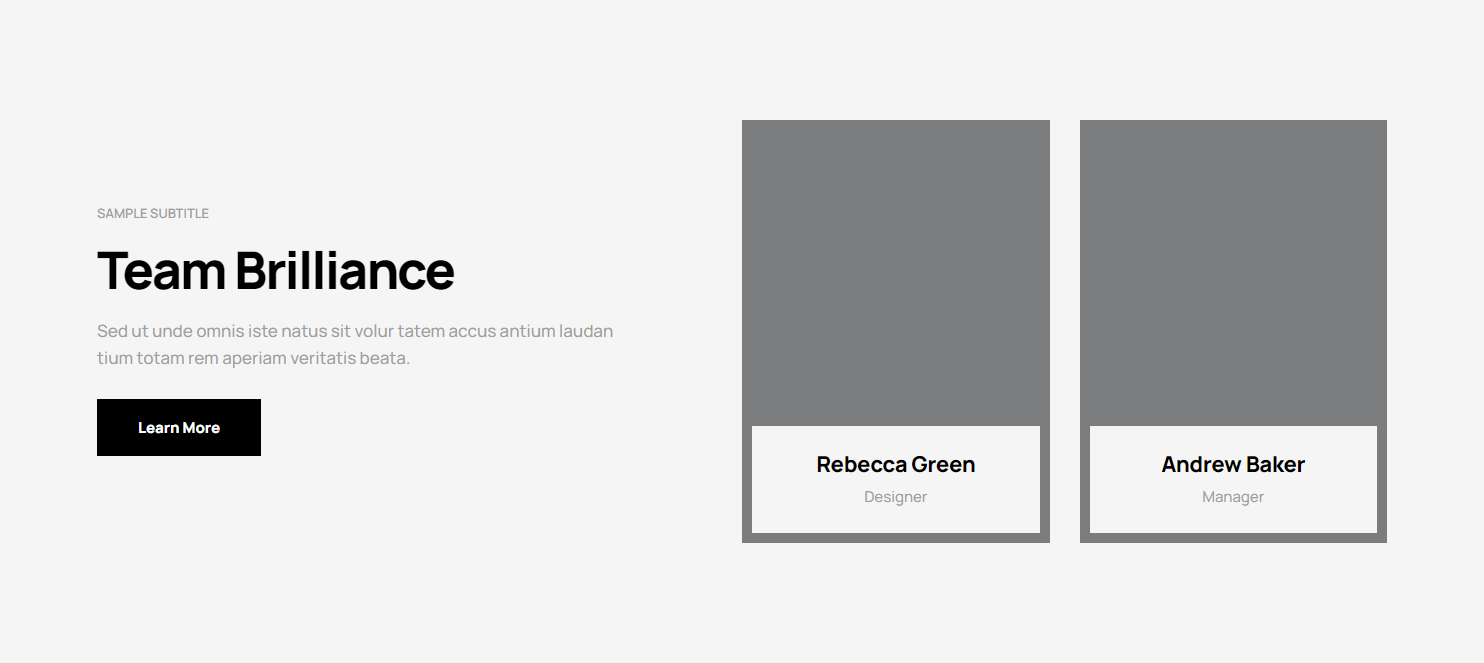 SAMPLE SUBTITLE
Team Brilliance
Sed ut unde omnis iste natus sit volur tatem accus antium laudan
tium totam rem aperiam veritatis beata.
Learn More
Rebecca Green
Designer
Andrew Baker
Manager